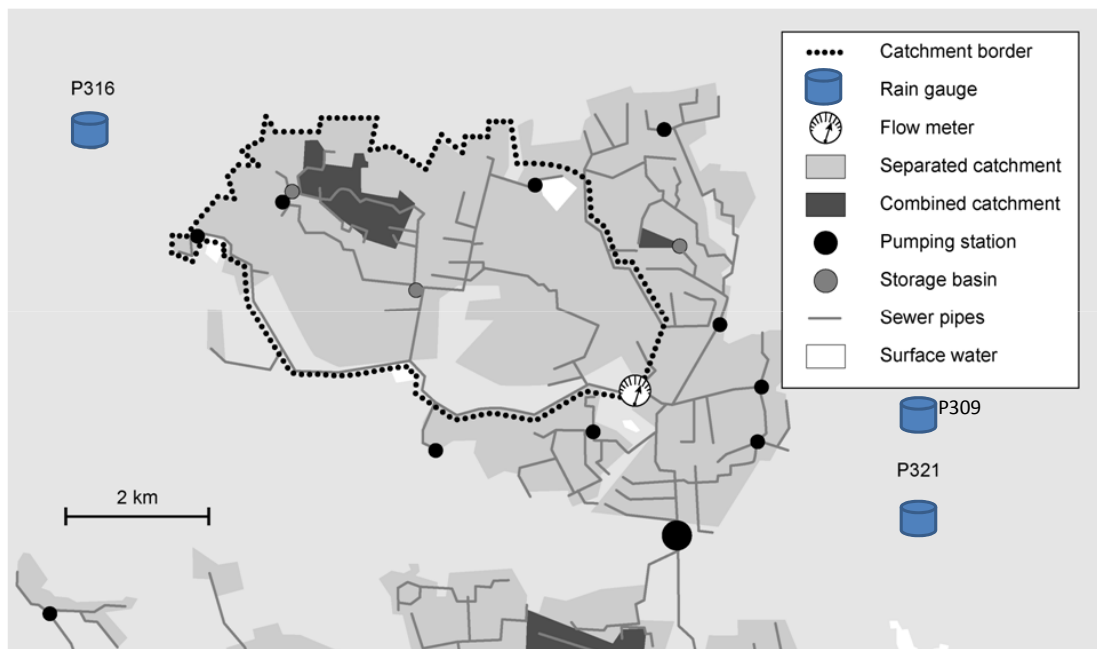 P316
Catchment border
Rain gauge
Flow meter
Separated catchment
Combined catchment
Pumping station
Storage basin
Sewer pipes
Surface water
P309
P321
2 km